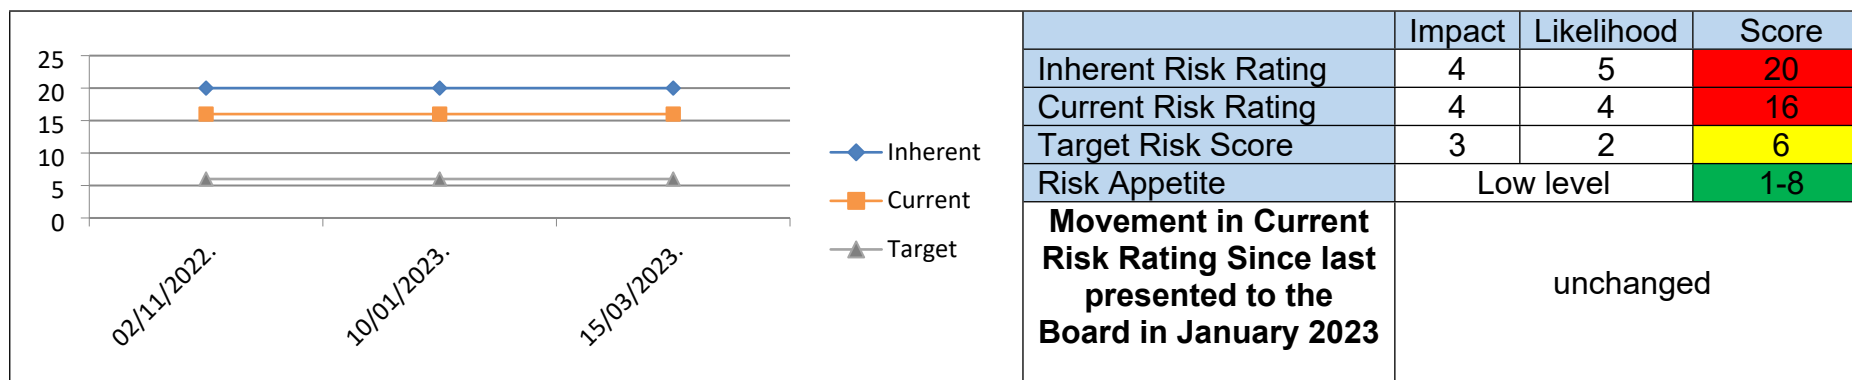 25
20
15
10
5
0
02/11/2022.
10/01/2023.
15/03/2023.
Inherent
Current
Target
Impact Likelihood Score
Inherent Risk Rating 4 5 20
Current Risk Rating 4 4 16
Target Risk Score 3 2 6
Risk Appetite Low level 1-8
Movement in Current
Risk Rating Since last
presented to the
Board in January 2023
unchanged